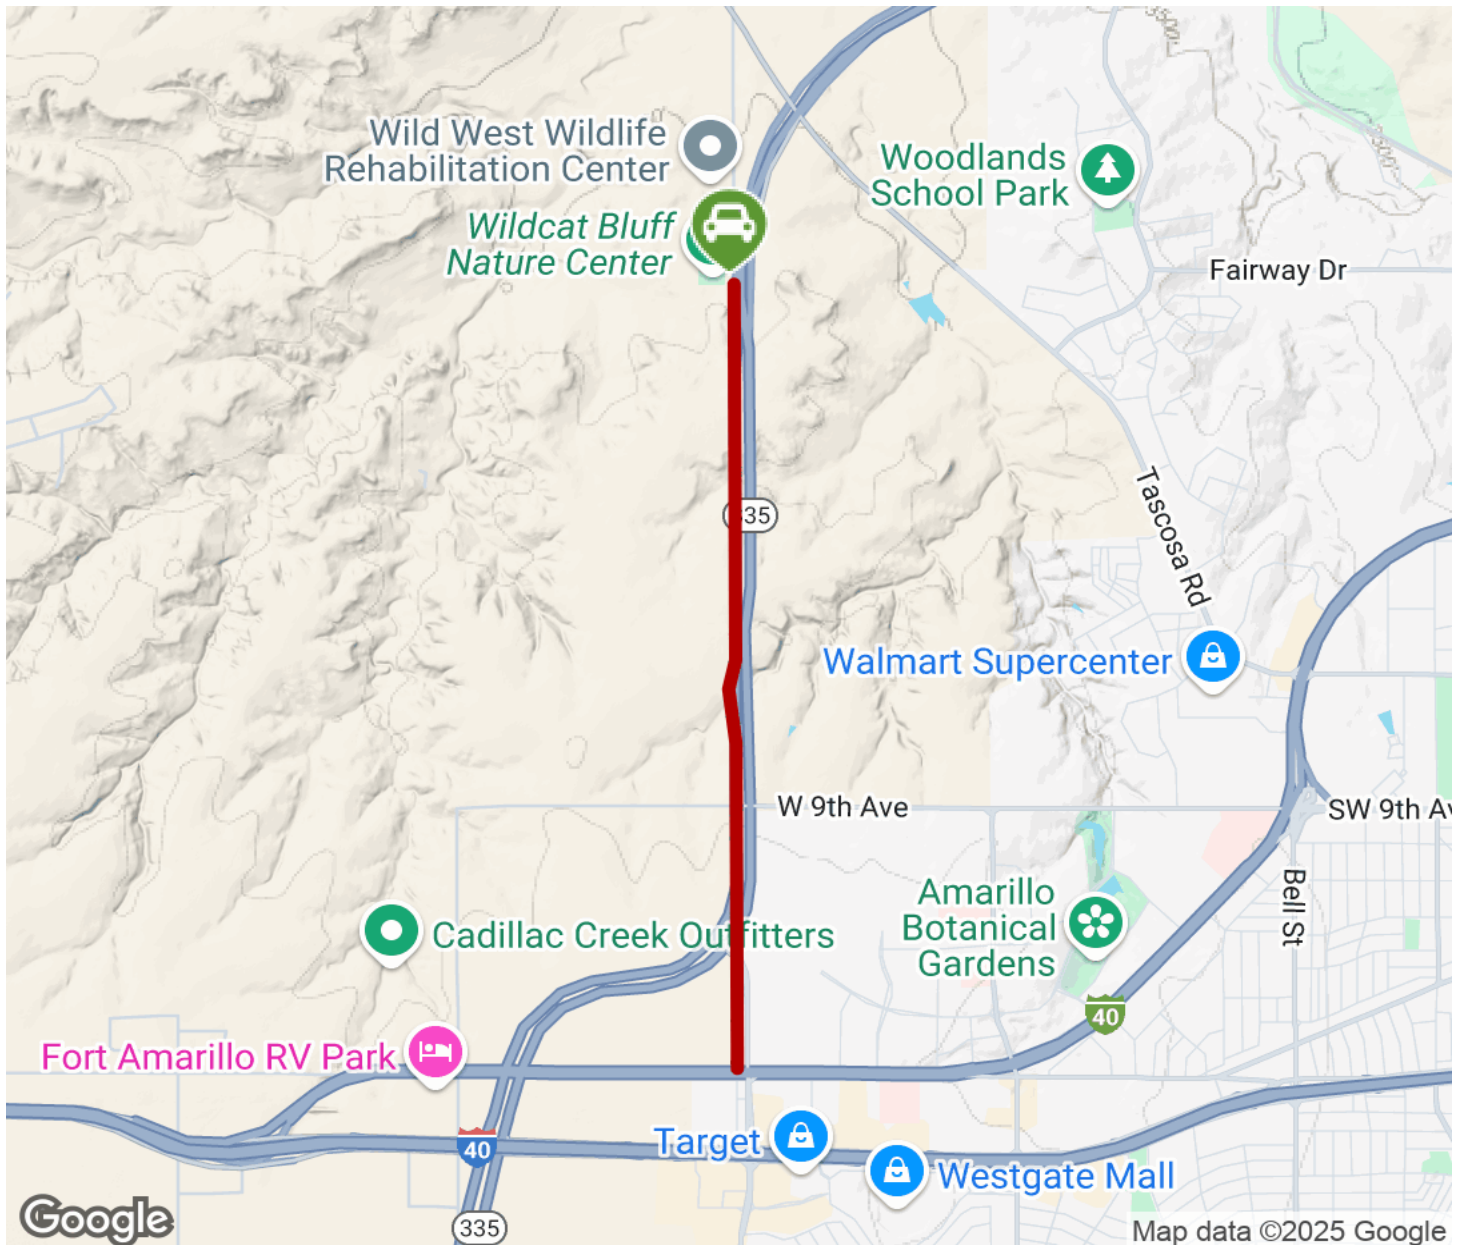 3500
3500
Wild West Wildlife
Rehabilitation Center
Woodlands
School Park
Wildcat Bluff
Nature Center
Fairway Dr
Tascosa Rd
Walmart Supercenter
W 9th Ave
SW 9th Av
Bell St
Amarillo
Botanical
Gardens
Cadillac Creek Outfitters
40
Fort Amarillo RV Park
40
Target
Westgate Mall
335
Google
Map data ©2025 Google